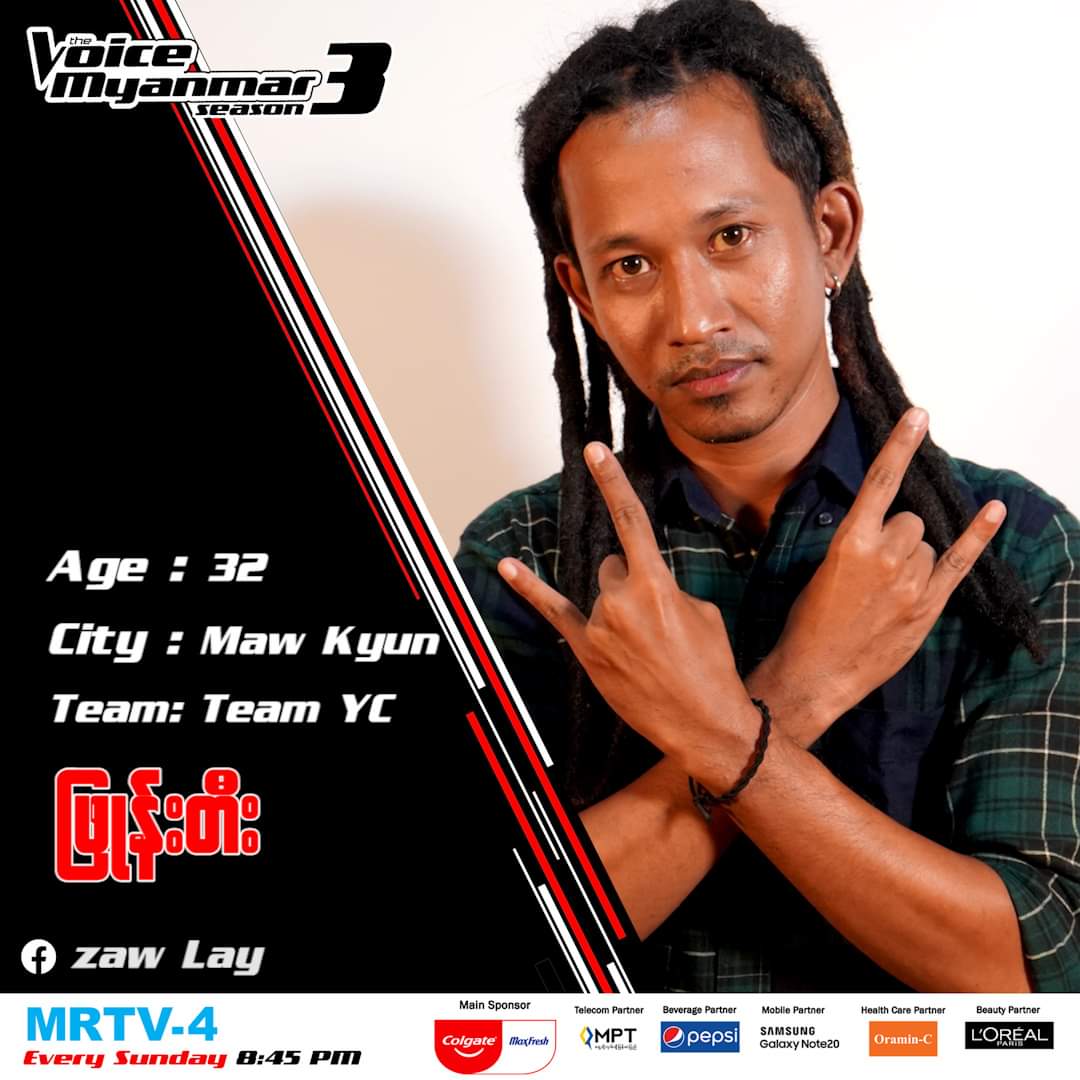 the
Voice
Myanmar
season 3
Age : 32
City : Maw Kyun
Team: Team YC
ဖြုန်းတီး
zaw Lay
MRTV-4
Every Sunday 8:45 PM
Main Sponsor
Colgate MaxFresh
Telecom Partner
MPT
Beverage Partner
pepsi
Mobile Partner
SAMSUNG
Galaxy Note20
Health Care Partner
Oramin-C
Beauty Partner
L'ORÉAL
PARIS